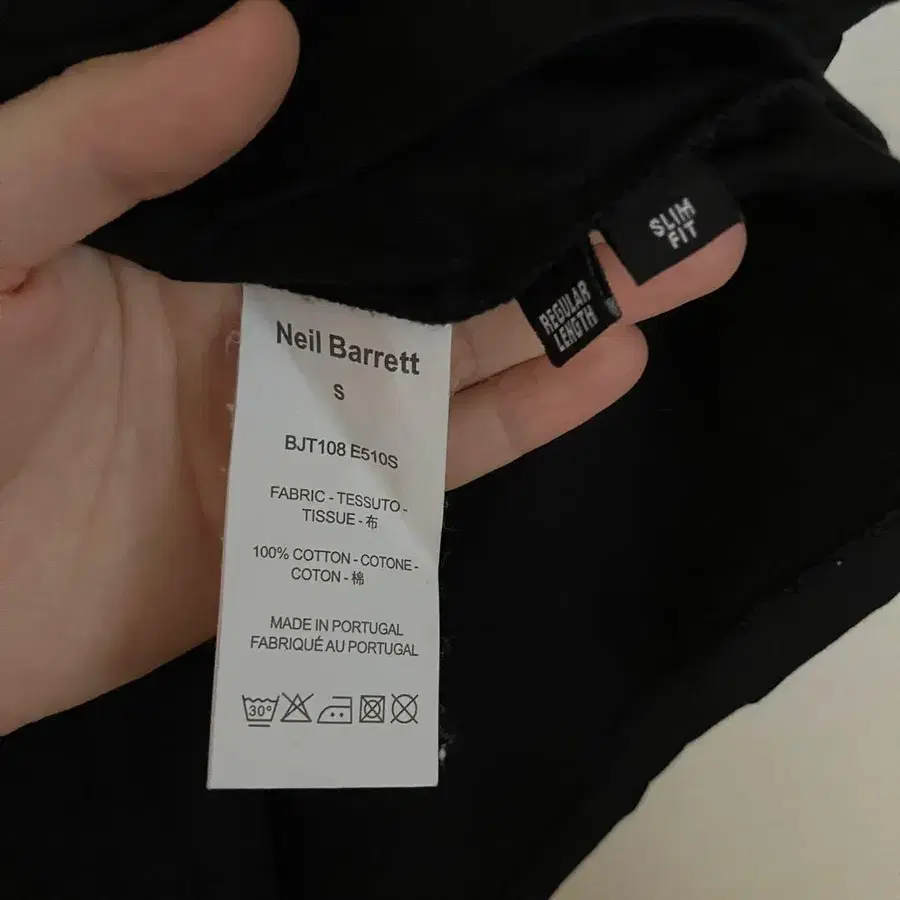 SLIM
FIT
REGULAR
LENGTH
Neil Barrett
S
BJT108 E510S
FABRIC - TESSUTO -
TISSUE - 布
100% COTTON - COTONE -
COTON - 棉
MADE IN PORTUGAL
FABRIQUÉ AU PORTUGAL
30°